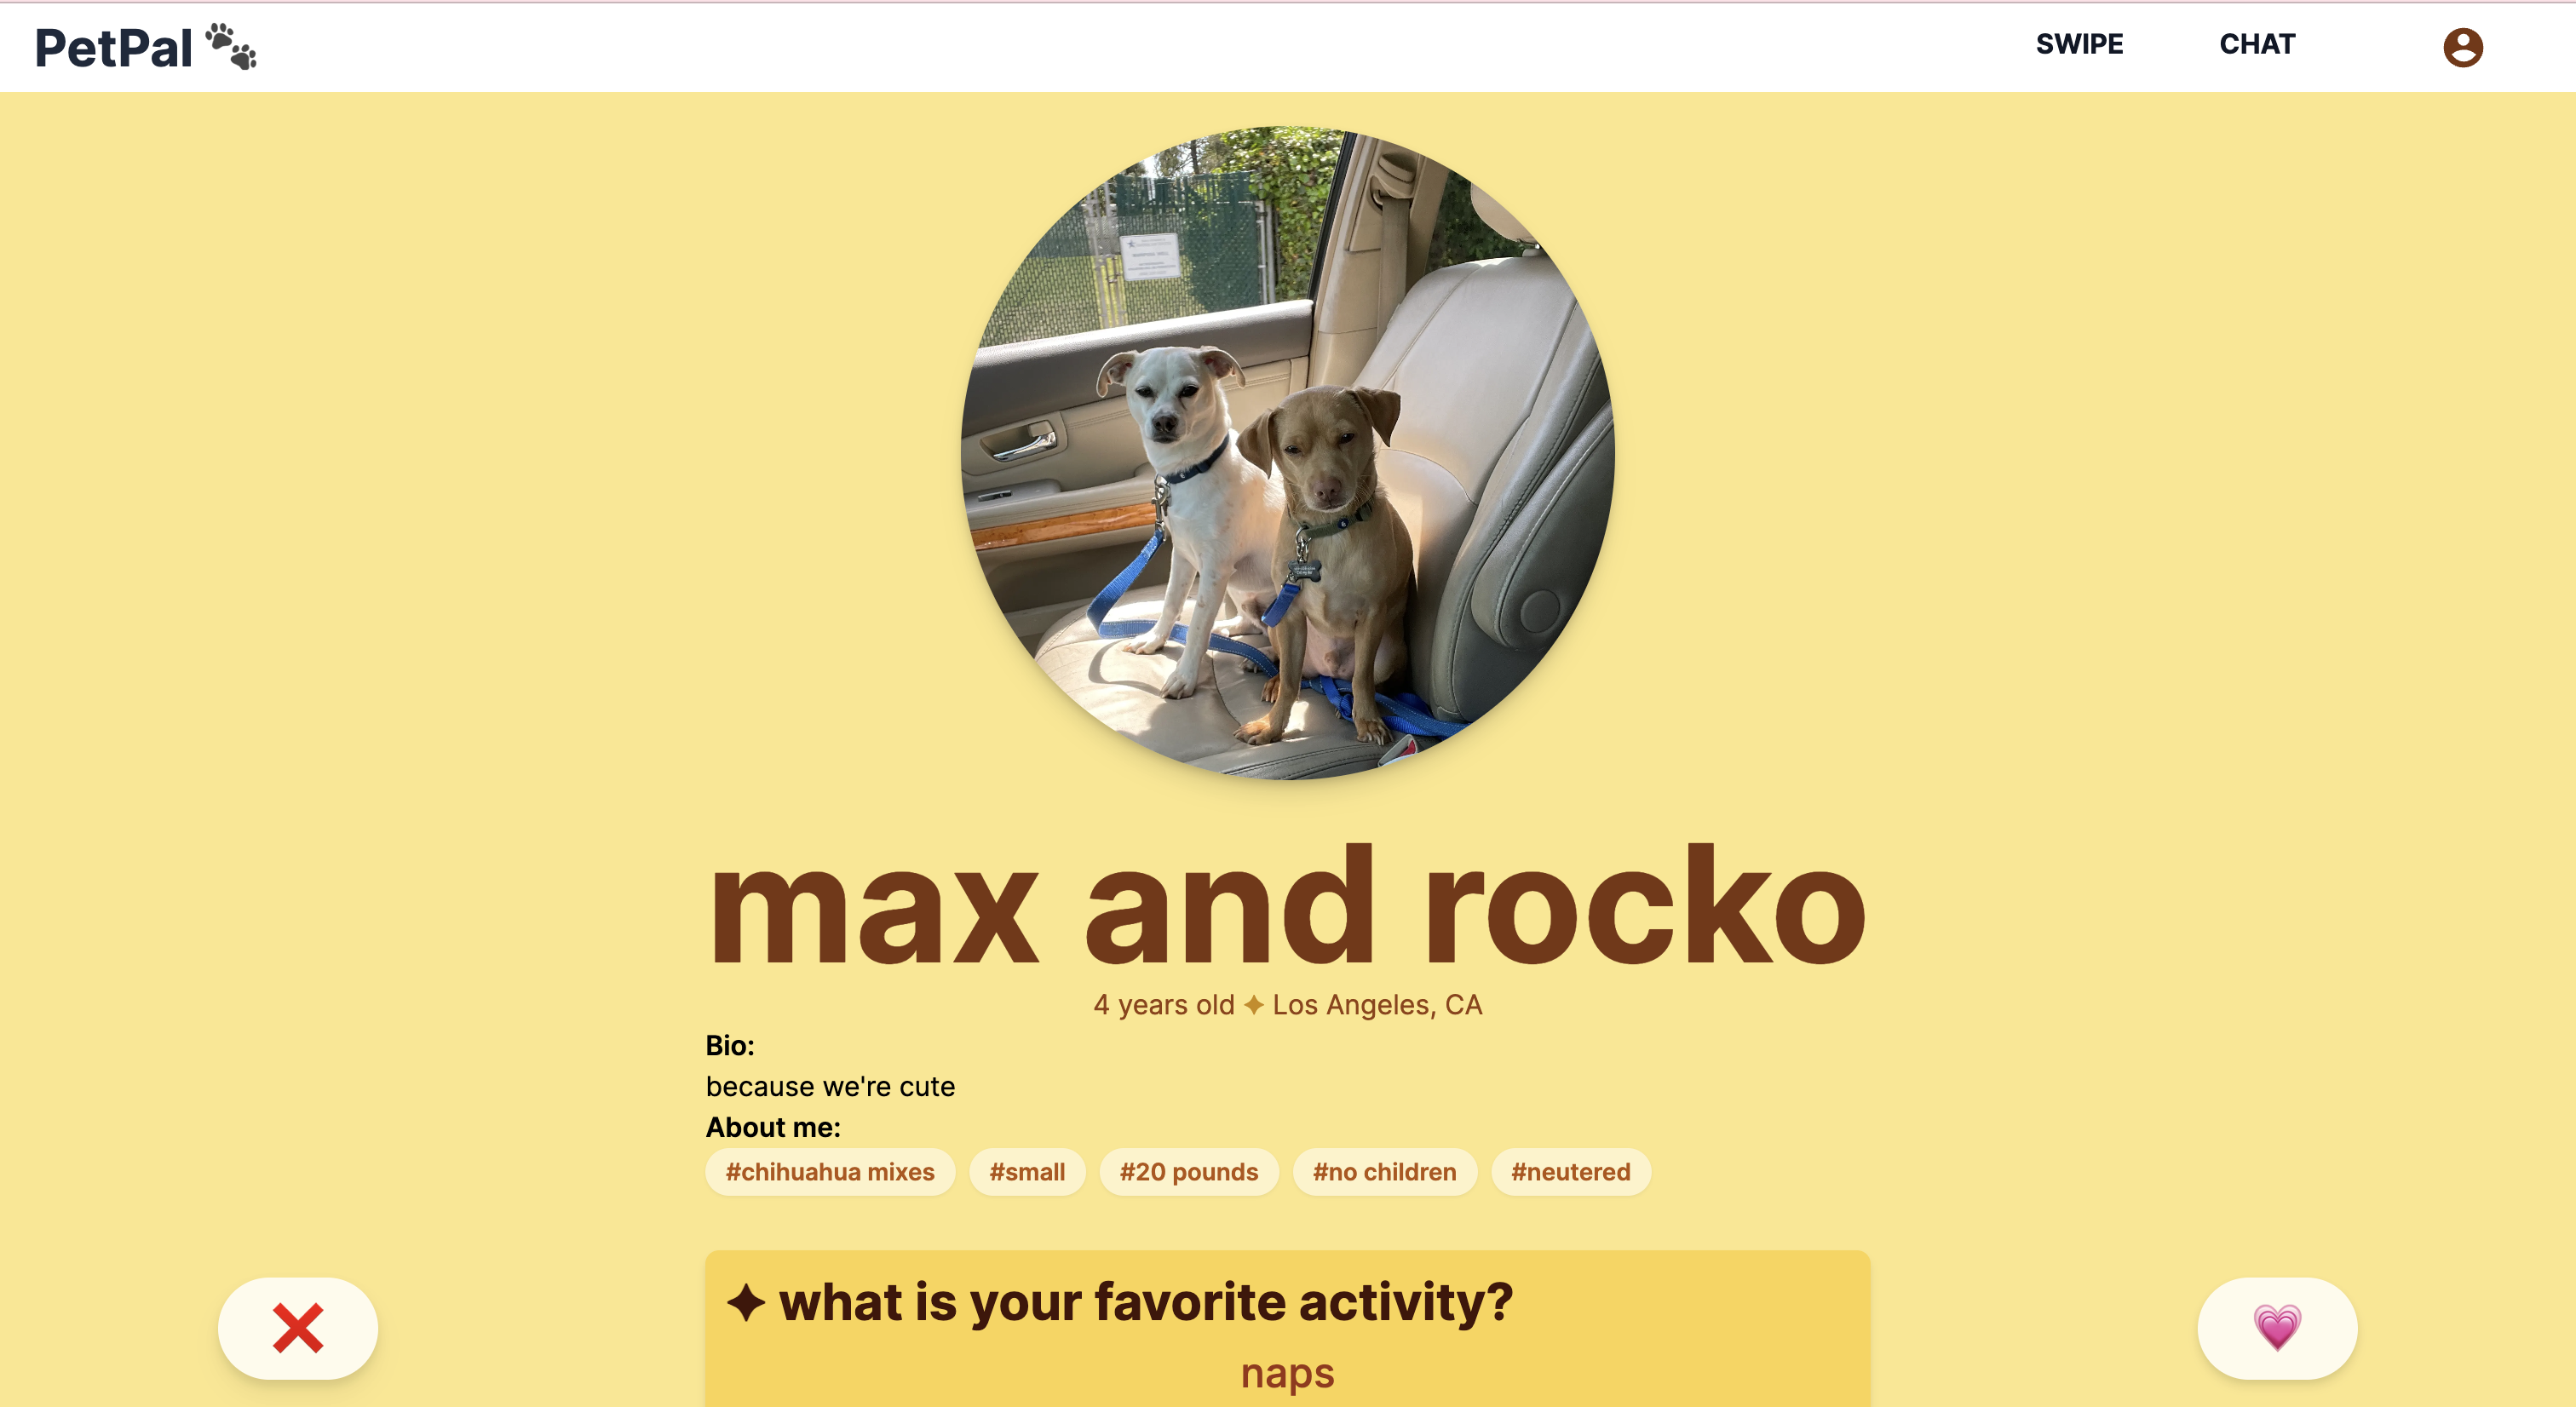 PetPal
SWIPE
CHAT
max and rocko
4 years old ✦ Los Angeles, CA
Bio:
because we're cute
About me:
#chihuahua mixes
#small
#20 pounds
#no children
#neutered
✦ what is your favorite activity?
naps